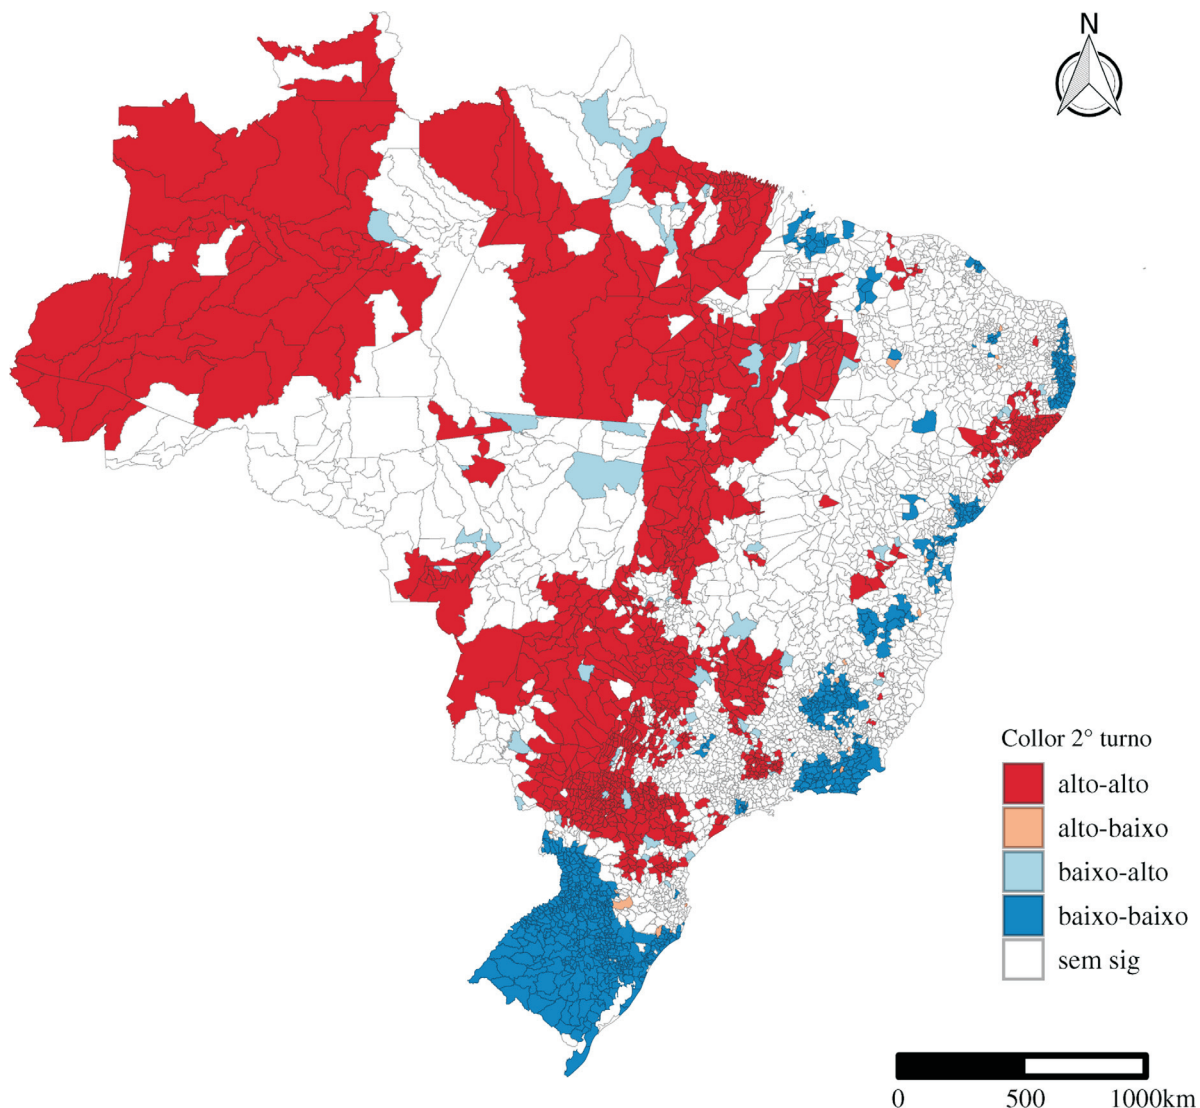 N
Collor 2° turno
alto-alto
alto-baixo
baixo-alto
baixo-baixo
sem sig
0 500 1000km